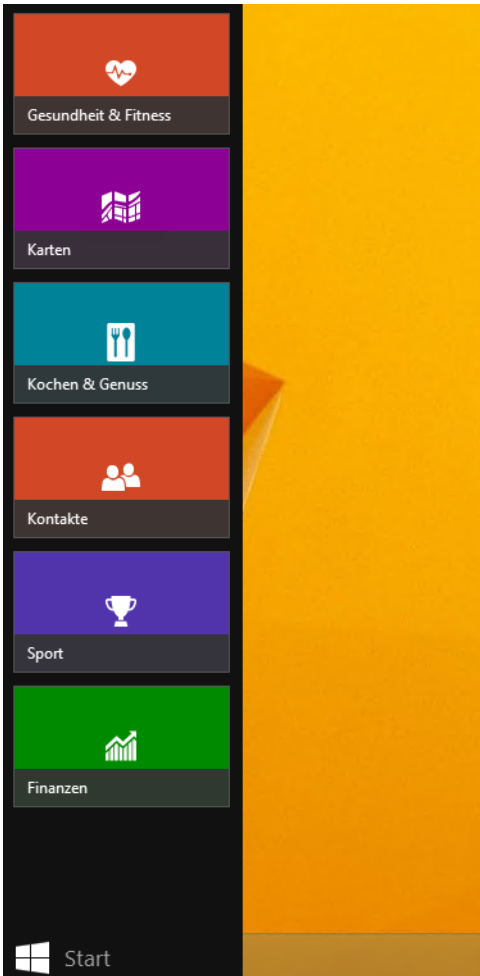 Gesundheit & Fitness
Karten
Kochen & Genuss
Kontakte
Sport
Finanzen
Start